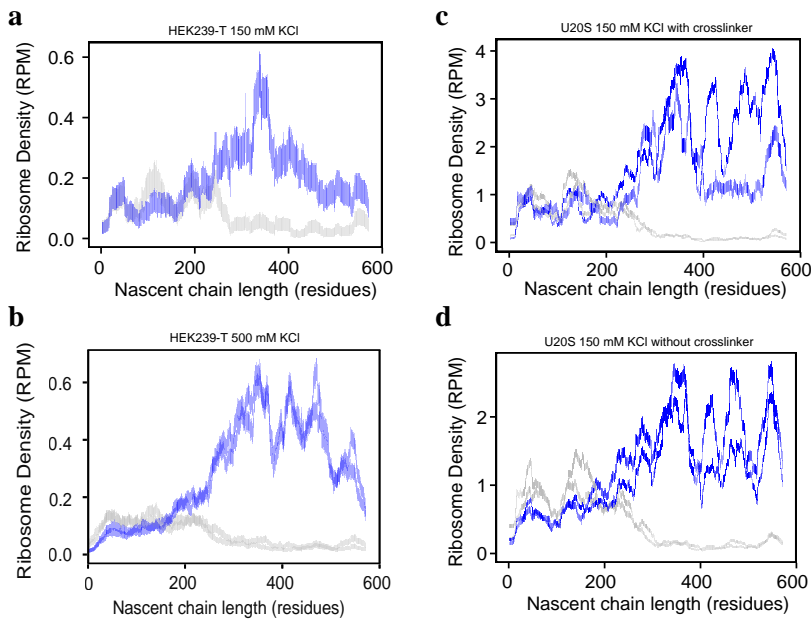 a
HEK239-T 150 mM KCl
Ribosome Density (RPM)
0.6
0.4
0.2
0.0
0 200 400 600
Nascent chain length (residues)
b
HEK239-T 500 mM KCl
Ribosome Density (RPM)
0.6
0.4
0.2
0.0
0 200 400 600
Nascent chain length (residues)
c
U20S 150 mM KCl with crosslinker
Ribosome Density (RPM)
4
3
2
1
0
0 200 400 600
Nascent chain length (residues)
d
U20S 150 mM KCl without crosslinker
Ribosome Density (RPM)
2
1
0
0 200 400 600
Nascent chain length (residues)